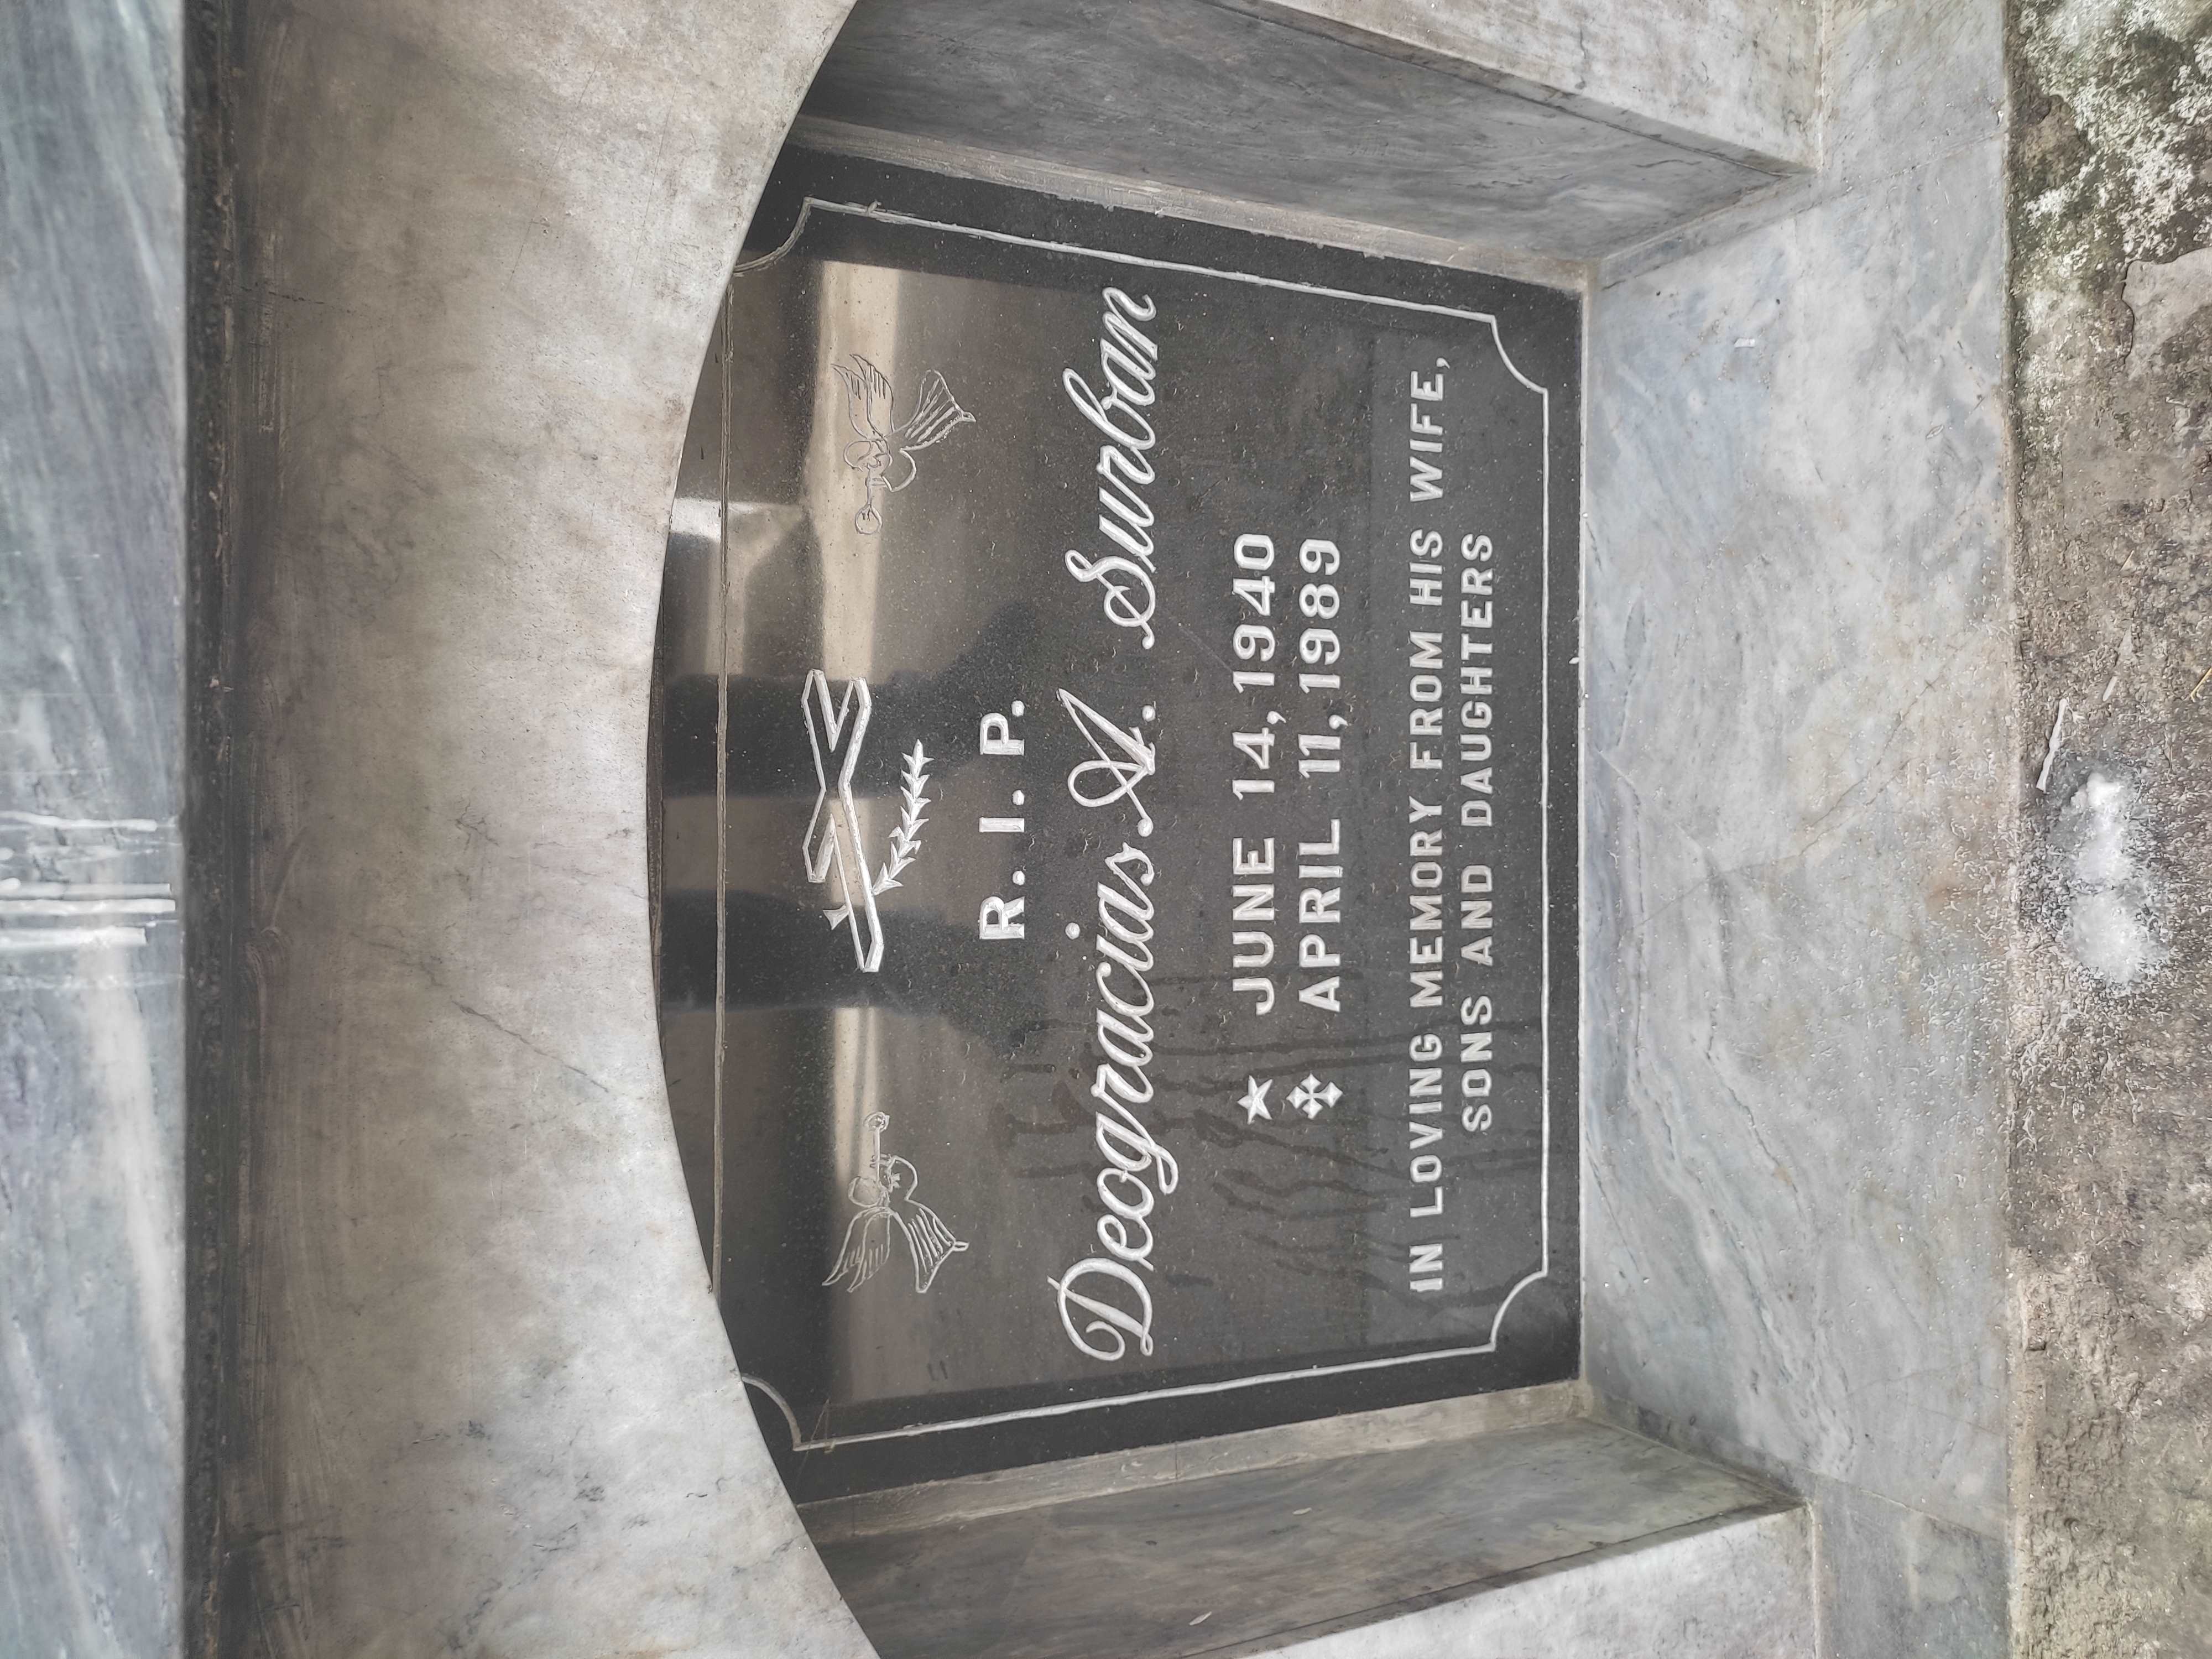 R. I. P.
Deogracias A. Surban
JUNE 14, 1940
APRIL 11, 1989
IN LOVING MEMORY FROM HIS WIFE,
SONS AND DAUGHTERS